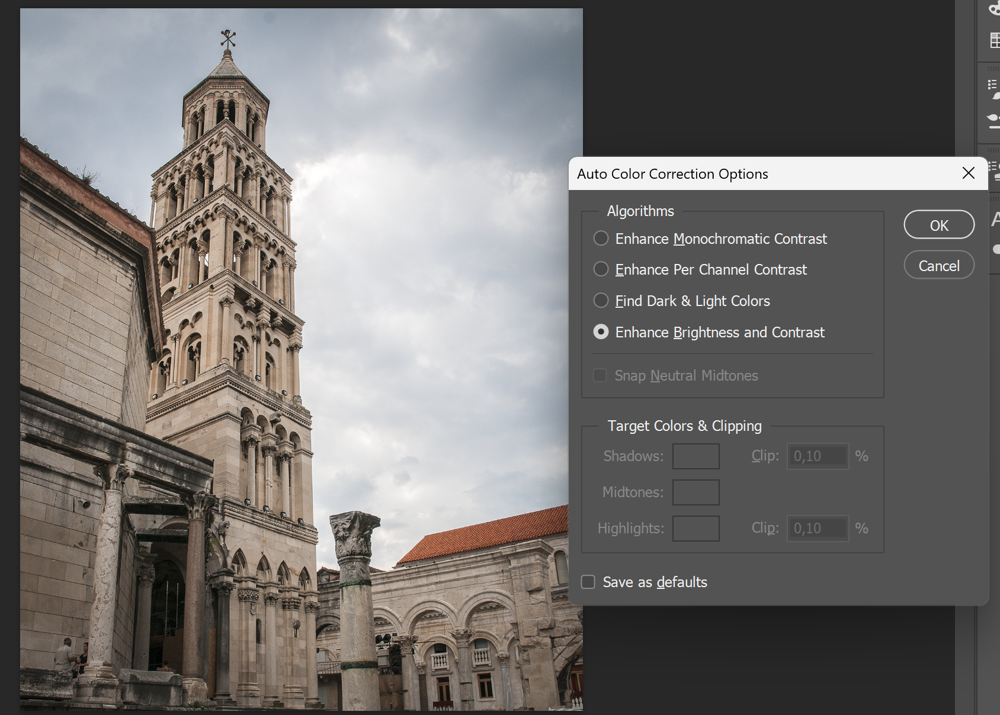 Auto Color Correction Options
Algorithms
Enhance Monochromatic Contrast
Enhance Per Channel Contrast
Find Dark & Light Colors
Enhance Brightness and Contrast
Snap Neutral Midtones
OK
Cancel
Target Colors & Clipping
Shadows: Clip: 0,10 %
Midtones:
Highlights: Clip: 0,10 %
Save as defaults